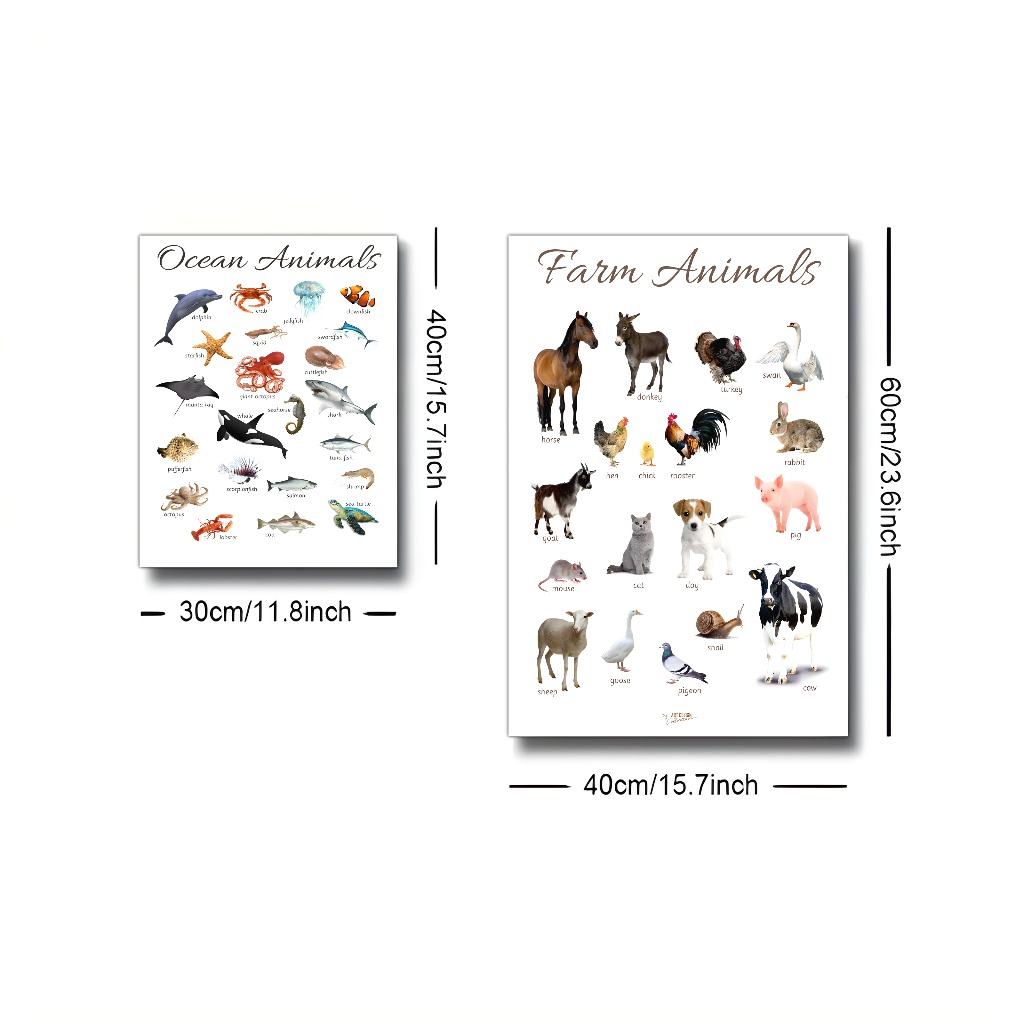 Ocean Animals
dolphin
crab
jellyfish
clownfish
starfish
squid
swordfish
giant octopus
cuttlefish
manta ray
whale
seahorse
shark
pufferfish
scorpionfish
salmon
tuna fish
shrimp
octopus
lobster
cod
sea turtle
40cm/15.7inch
30cm/11.8inch
Farm Animals
horse
donkey
turkey
swan
hen
chick
rooster
rabbit
goat
cat
dog
pig
mouse
sheep
goose
pigeon
snail
cow
60cm/23.6inch
40cm/15.7inch